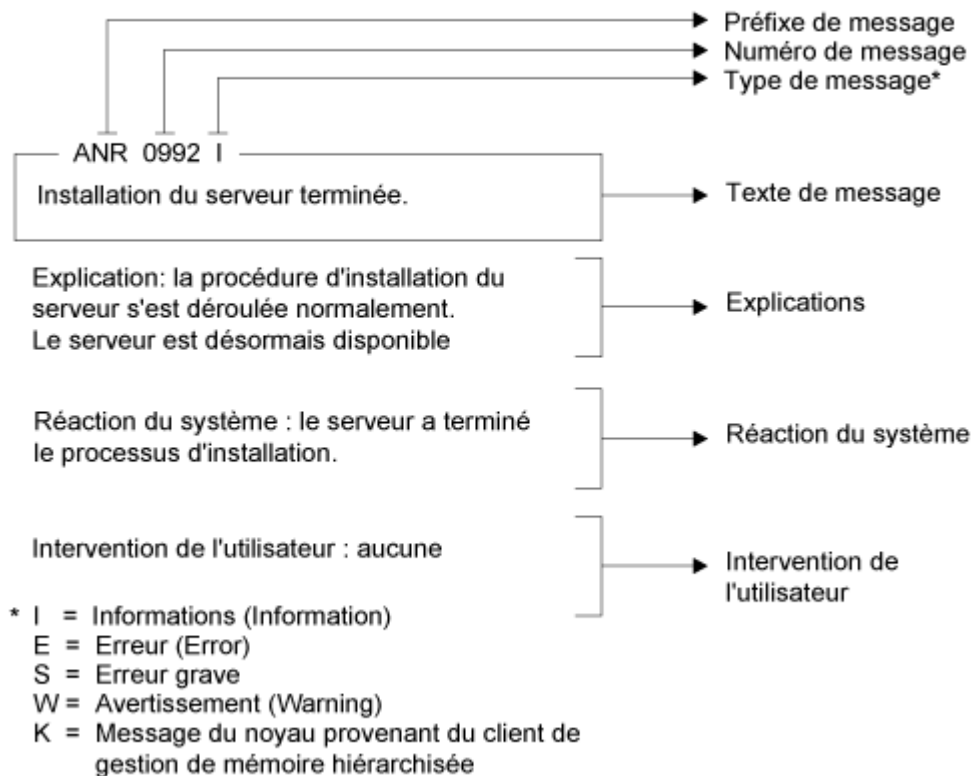 Préfixe de message
Numéro de message
Type de message*
ANR 0992 I
Installation du serveur terminée.
Texte de message
Explication: la procédure d'installation du
serveur s'est déroulée normalement.
Le serveur est désormais disponible
Explications
Réaction du système : le serveur a terminé
le processus d'installation.
Réaction du système
Intervention de l'utilisateur : aucune
Intervention de
l'utilisateur
* I = Informations (Information)
E = Erreur (Error)
S = Erreur grave
W = Avertissement (Warning)
K = Message du noyau provenant du client de
gestion de mémoire hiérarchisée